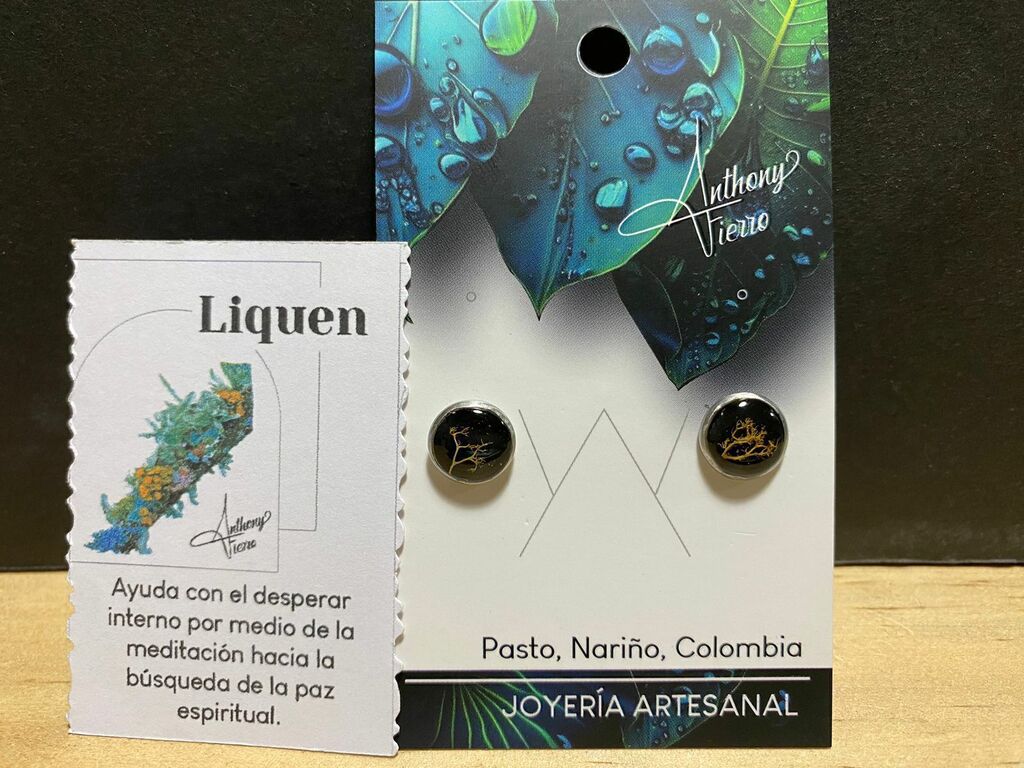 Liquen
Anthony
Fierro
Ayuda con el desperar
interno por medio de la
meditación hacia la
búsqueda de la paz
espiritual.
Anthony
Fierro
Pasto, Nariño, Colombia
JOYERÍA ARTESANAL